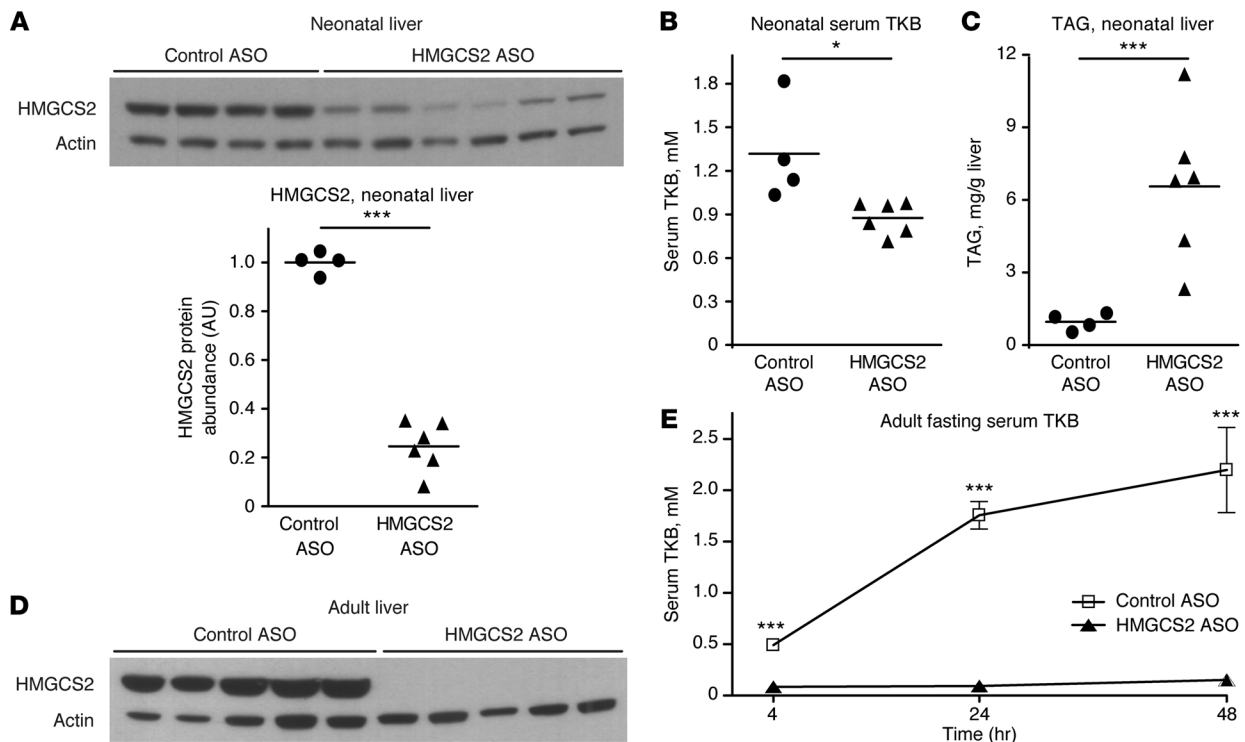 A
Neonatal liver
Control ASO HMGCS2 ASO
HMGCS2
Actin
HMGCS2, neonatal liver
***
HMGCS2 protein
abundance (AU)
1.0
0.8
0.6
0.4
0.2
0
Control
ASO
HMGCS2
ASO
B
Neonatal serum TKB
*
Serum TKB, mM
1.8
1.5
1.2
0.9
0.6
0.3
0
Control
ASO
HMGCS2
ASO
C
TAG, neonatal liver
***
TAG, mg/g liver
12
9
6
3
0
Control
ASO
HMGCS2
ASO
D
Adult liver
Control ASO HMGCS2 ASO
HMGCS2
Actin
E
Adult fasting serum TKB
Serum TKB, mM
2.5
2.0
1.5
1.0
0.5
0
***
***
***
Control ASO
HMGCS2 ASO
4 24 48
Time (hr)